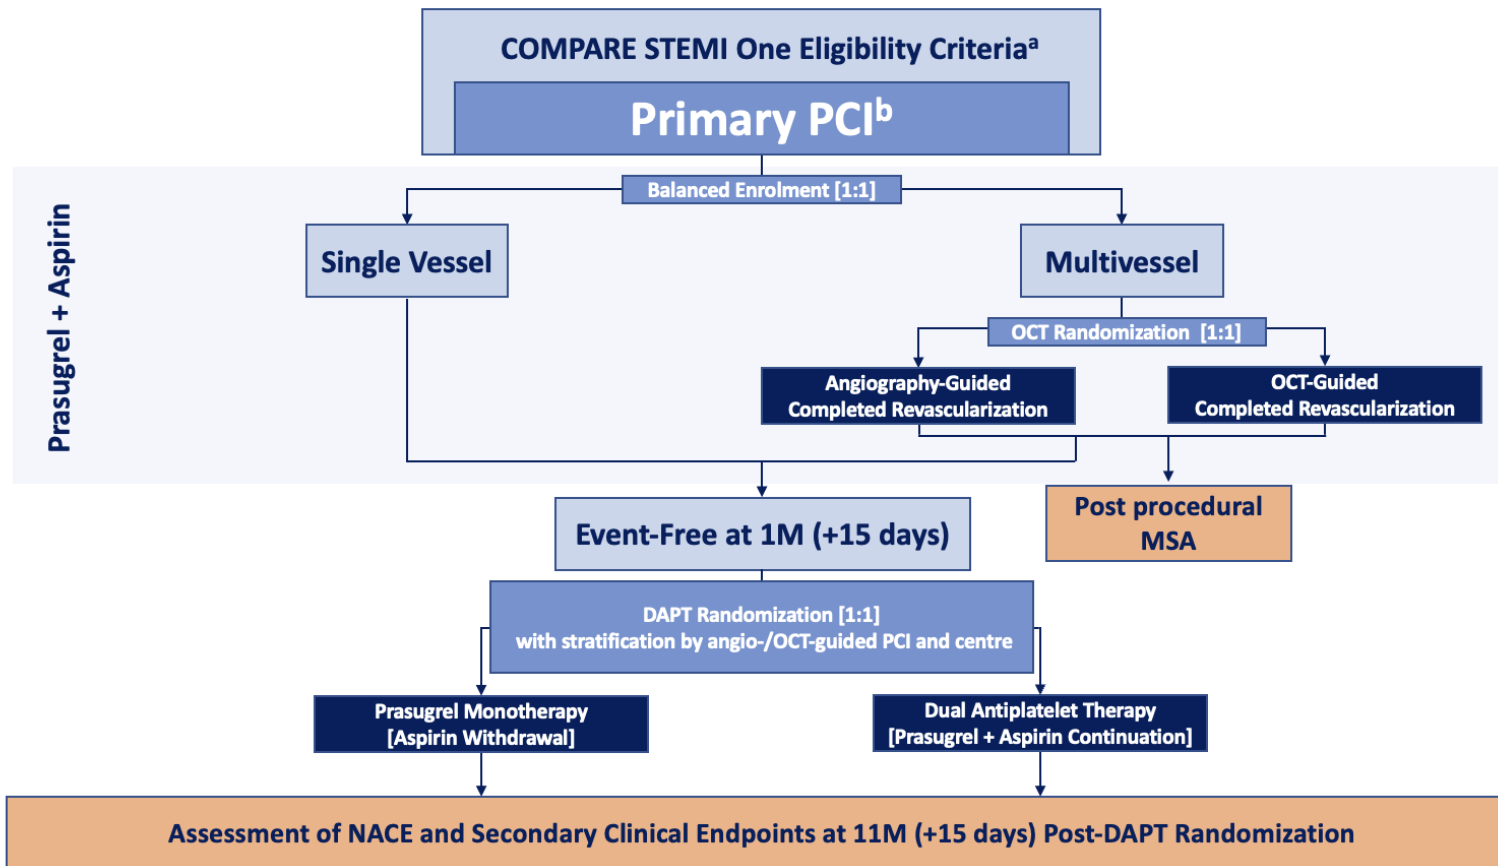 COMPARE STEMI One Eligibility Criteriaᵃ
Primary PCIᵇ
Balanced Enrolment [1:1]
Prasugrel + Aspirin
Single Vessel
Multivessel
OCT Randomization [1:1]
Angiography-Guided
Completed Revascularization
OCT-Guided
Completed Revascularization
Post procedural
MSA
Event-Free at 1M (+15 days)
DAPT Randomization [1:1]
with stratification by angio-/OCT-guided PCI and centre
Prasugrel Monotherapy
[Aspirin Withdrawal]
Dual Antiplatelet Therapy
[Prasugrel + Aspirin Continuation]
Assessment of NACE and Secondary Clinical Endpoints at 11M (+15 days) Post-DAPT Randomization